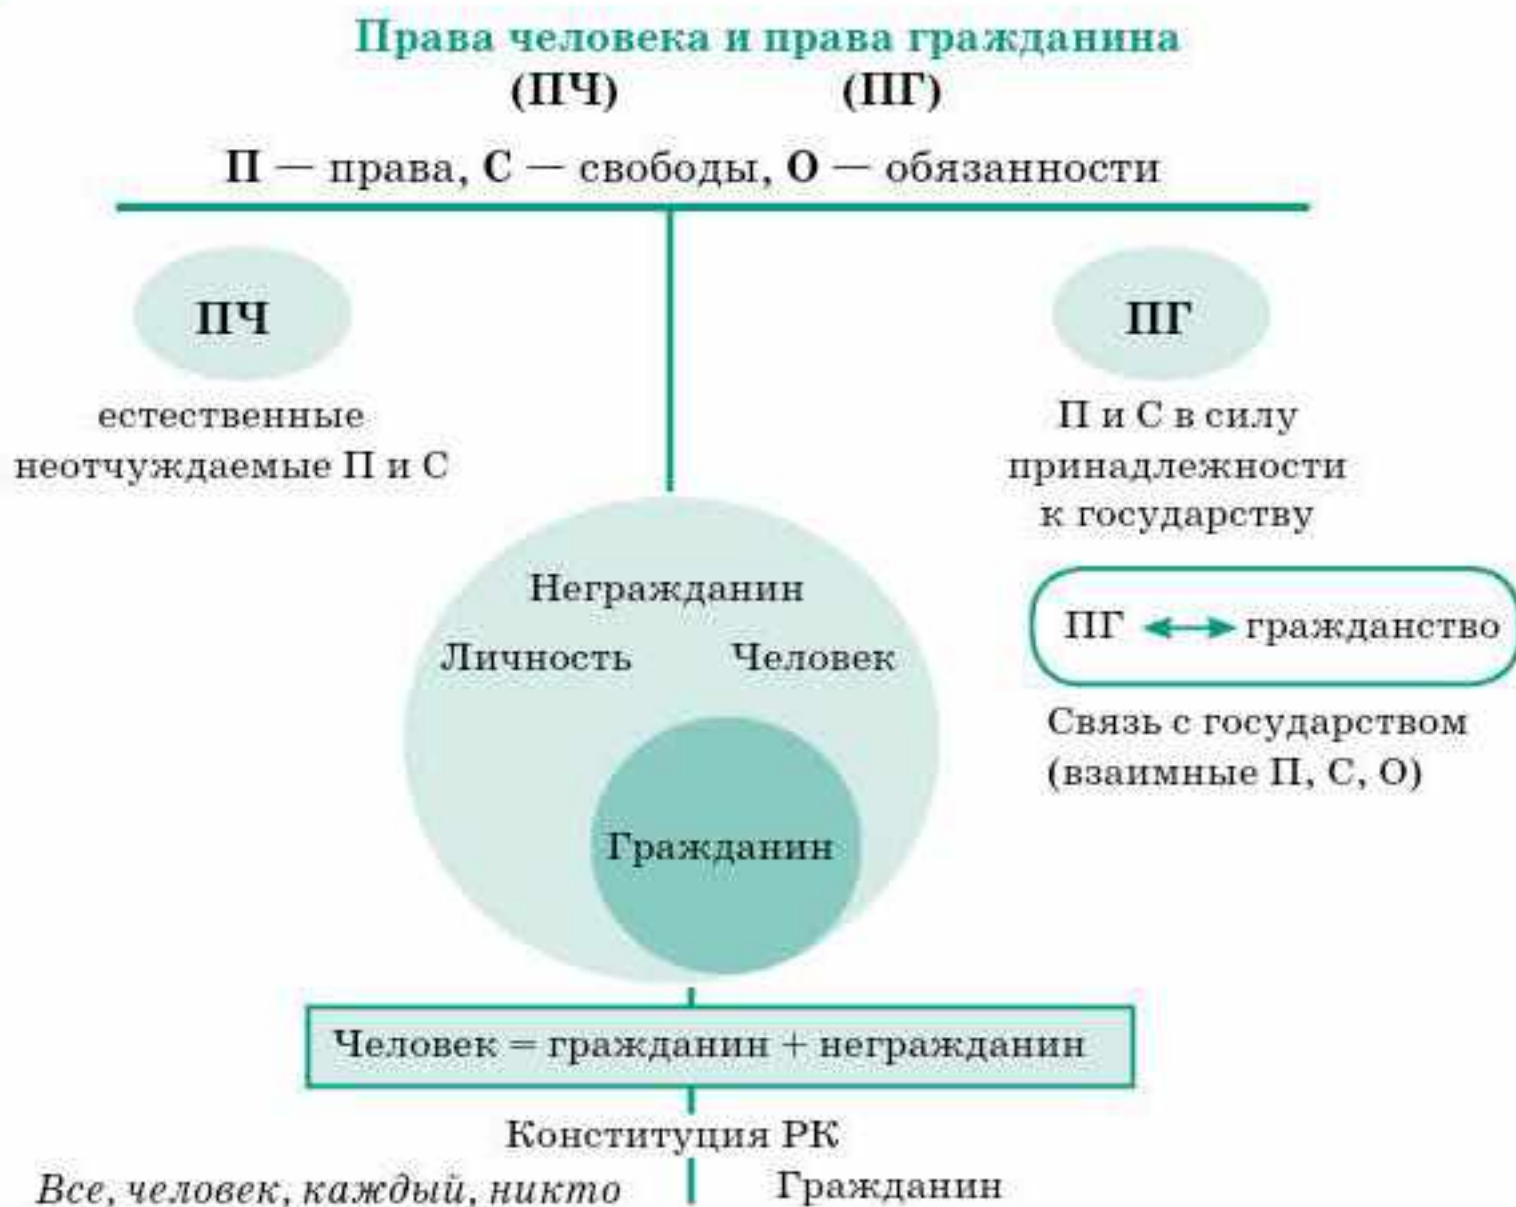 Права человека и права гражданина
(ПЧ) (ПГ)
П — права, С — свободы, О — обязанности
ПЧ
естественные
неотчуждаемые П и С
ПГ
П и С в силу
принадлежности
к государству
ПГ ↔ гражданство
Связь с государством
(взаимные П, С, О)
Негражданин
Личность Человек
Гражданин
Человек = гражданин + негражданин
Конституция РК
Все, человек, каждый, никто
Гражданин